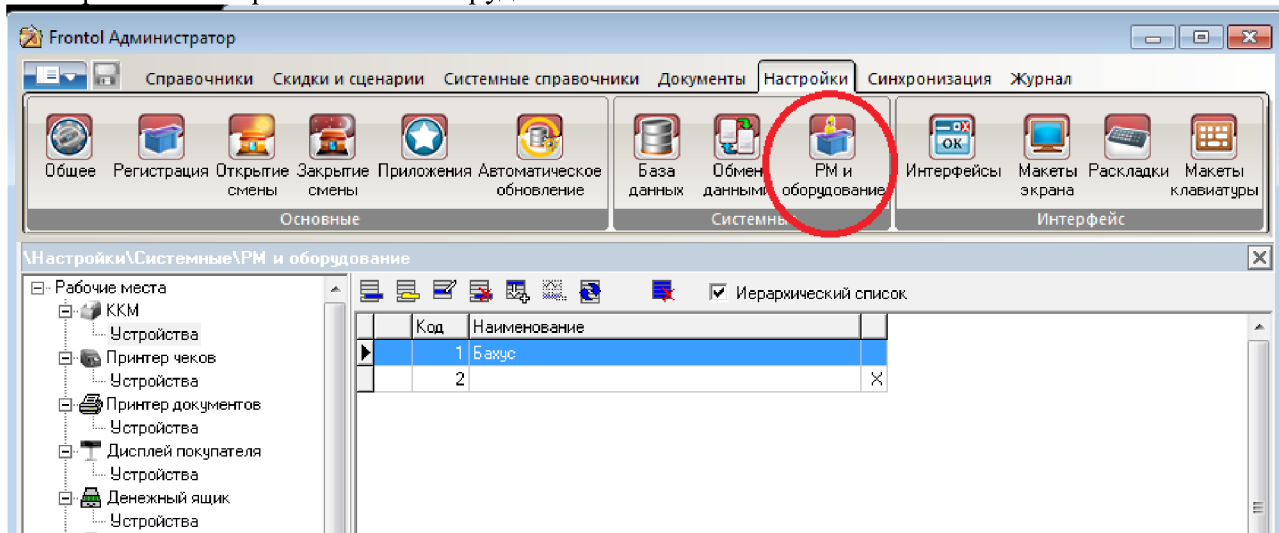 Frontol Администратор
Справочники Скидки и сценарии Системные справочники Документы Настройки Синхронизация Журнал
Общее Регистрация Открытие смены Закрытие смены Приложения Автоматическое обновление База данных Обмен данными РМ и оборудование Интерфейсы Макеты экрана Раскладки Макеты клавиатуры
OK
Основные Системные Интерфейс
\Настройки\Системные\РМ и оборудование
Рабочие места
Иерархический список
ККМ
Устройства
Код Наименование
Принтер чеков
1 Бахус
Устройства
2 X
Принтер документов
Устройства
Дисплей покупателя
Устройства
Денежный ящик
Устройства